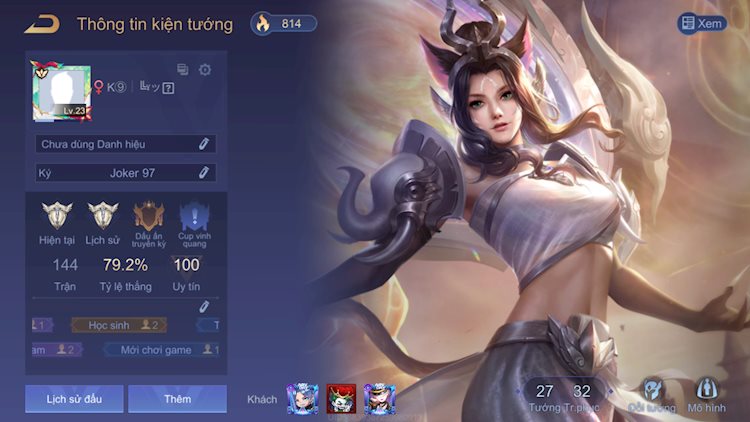 Thông tin kiện tướng
814
Xem
K⑨
Lv.23
Chưa dùng Danh hiệu
Ký Joker 97
Hiện tại Lịch sử Dấu ấn truyền kỳ Cup vinh quang
144 79.2% 100
Trận Tỷ lệ thắng Uy tín
1 Học sinh 2 T
am 2 Mới chơi game 1
Lịch sử đấu Thêm Khách
27 32
Tướng Tr.phục Đổi tướng Mô hình